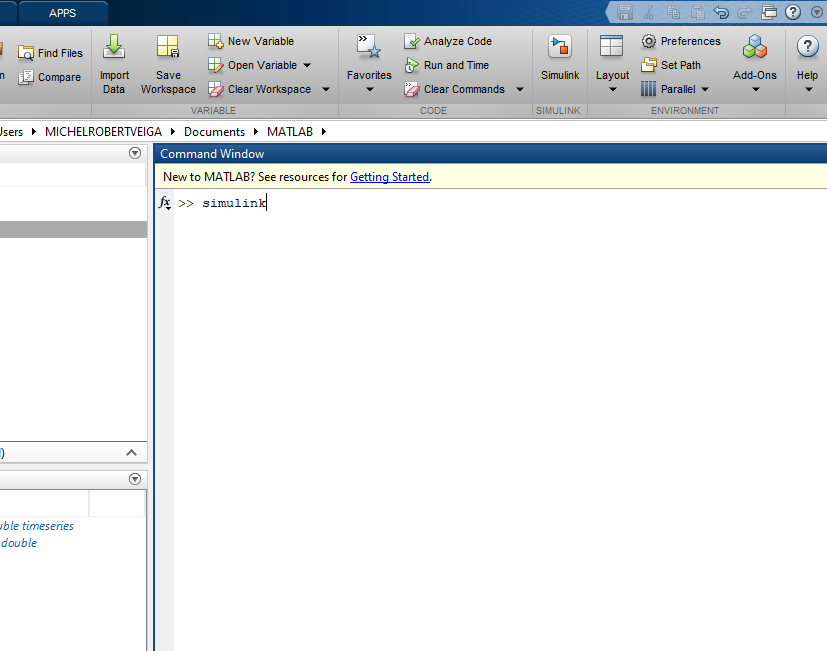 APPS
Find Files
Compare
Import Data
Save Workspace
New Variable
Open Variable
Clear Workspace
VARIABLE
Favorites
Analyze Code
Run and Time
Clear Commands
CODE
Simulink
SIMULINK
Layout
Preferences
Set Path
Parallel
Add-Ons
ENVIRONMENT
Help
MICHELROBERTVEIGA Documents MATLAB
Command Window
New to MATLAB? See resources for Getting Started.
fx >> simulink
timeseries
double